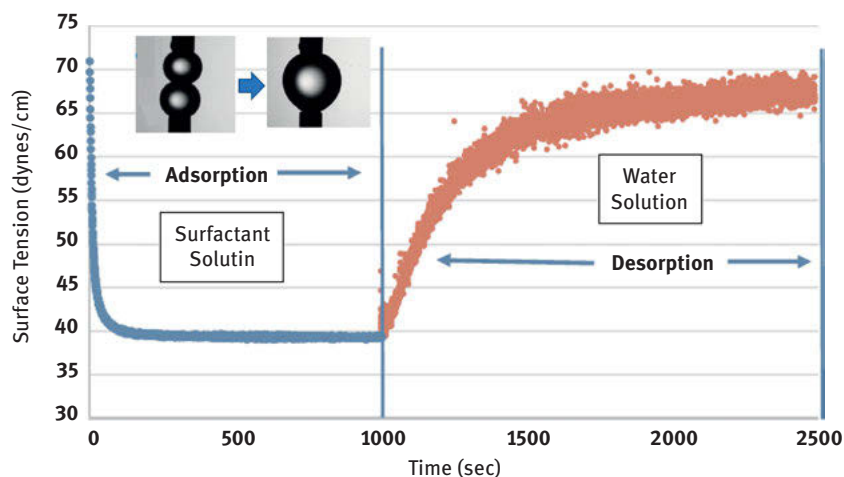 75
70
65
60
55
50
45
40
35
30
Surface Tension (dynes/cm)
Adsorption
Surfactant
Solutin
Water
Solution
Desorption
0
500
1000
1500
2000
2500
Time (sec)